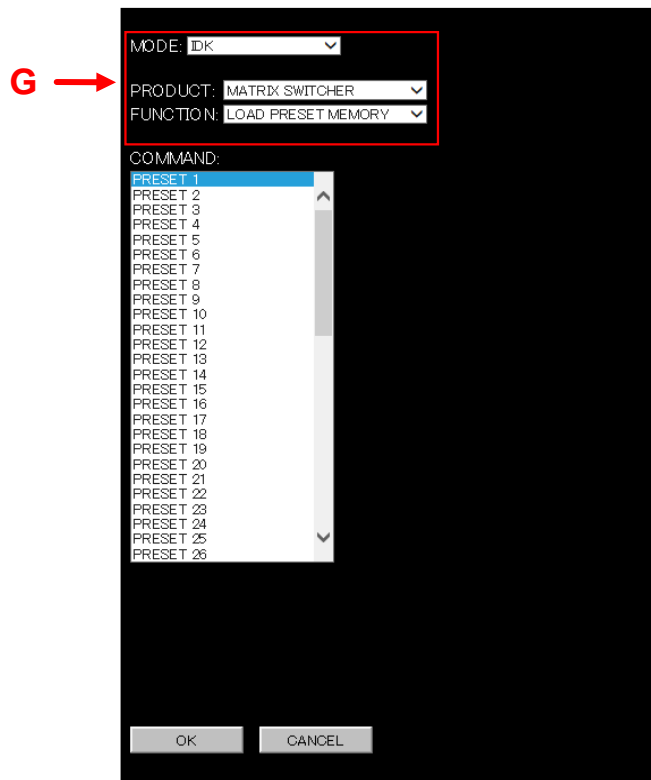 MODE: IDK
G
PRODUCT: MATRIX SWITCHER
FUNCTION: LOAD PRESET MEMORY
COMMAND:
PRESET 1
PRESET 2
PRESET 3
PRESET 4
PRESET 5
PRESET 6
PRESET 7
PRESET 8
PRESET 9
PRESET 10
PRESET 11
PRESET 12
PRESET 13
PRESET 14
PRESET 15
PRESET 16
PRESET 17
PRESET 18
PRESET 19
PRESET 20
PRESET 21
PRESET 22
PRESET 23
PRESET 24
PRESET 25
PRESET 26
OK CANCEL